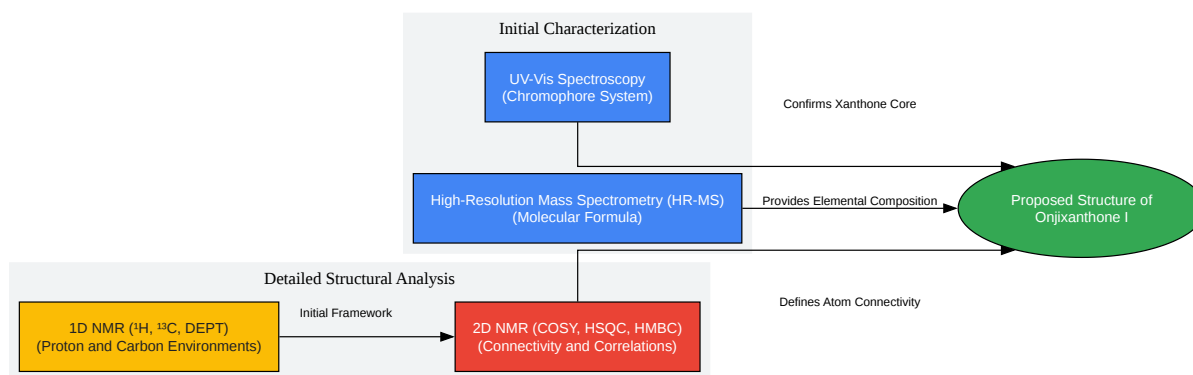 Initial Characterization
UV-Vis Spectroscopy
(Chromophore System)
Confirms Xanthone Core
High-Resolution Mass Spectrometry (HR-MS)
(Molecular Formula)
Provides Elemental Composition
Proposed Structure of
Onjixanthone I
Detailed Structural Analysis
1D NMR (¹H, ¹³C, DEPT)
(Proton and Carbon Environments)
Initial Framework
2D NMR (COSY, HSQC, HMBC)
(Connectivity and Correlations)
Defines Atom Connectivity